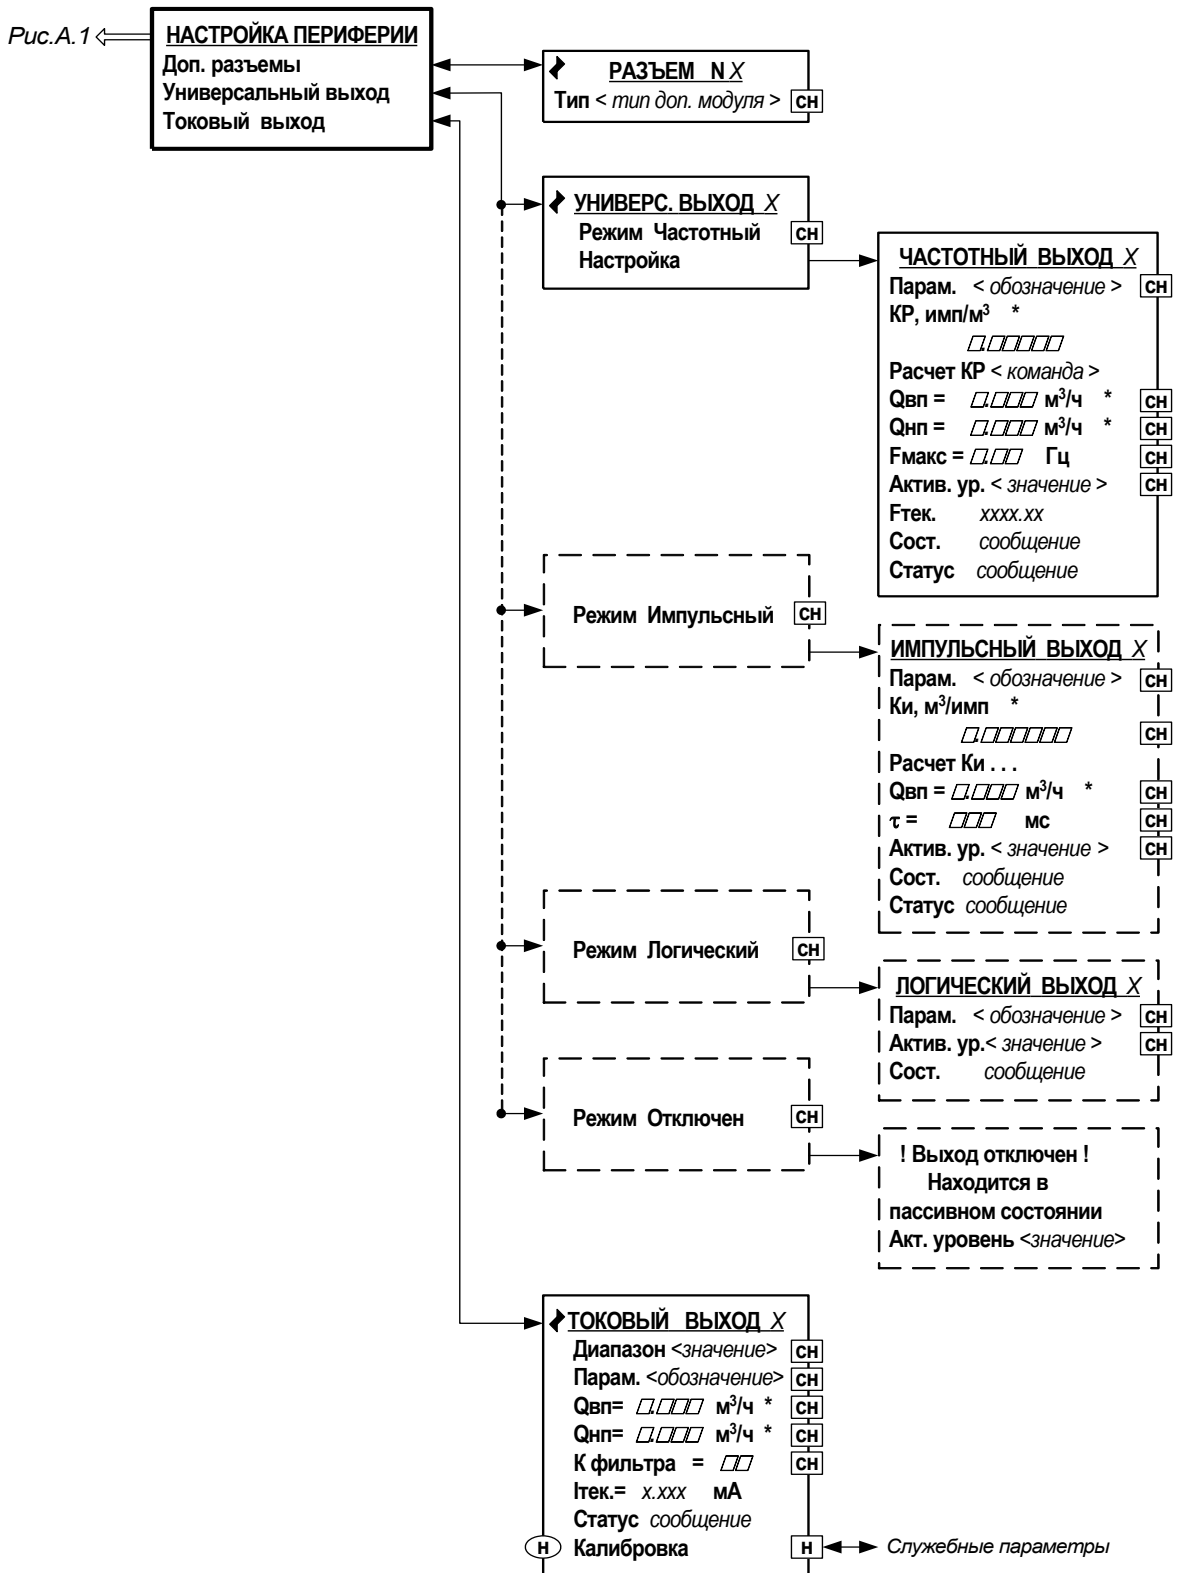 Рис.А.1
НАСТРОЙКА ПЕРИФЕРИИ
Доп. разъемы
Универсальный выход
Токовый выход
РАЗЪЕМ N X
Тип < тип доп. модуля > СН
УНИВЕРС. ВЫХОД X
Режим Частотный СН
Настройка
ЧАСТОТНЫЙ ВЫХОД X
Парам. < обозначение > СН
КР, имп/м³ *
Расчет КР < команда >
Qвп = м³/ч * СН
Qнп = м³/ч * СН
Fмакс = Гц СН
Актив. ур. < значение > СН
Fтек. xxxx.xx
Сост. сообщение
Статус сообщение
Режим Импульсный СН
ИМПУЛЬСНЫЙ ВЫХОД X
Парам. < обозначение > СН
Ки, м³/имп *
СН
Расчет Ки . . .
Qвп = м³/ч * СН
τ = мс СН
Актив. ур. < значение > СН
Сост. сообщение
Статус сообщение
Режим Логический СН
ЛОГИЧЕСКИЙ ВЫХОД X
Парам. < обозначение > СН
Актив. ур.< значение > СН
Сост. сообщение
Режим Отключен СН
! Выход отключен !
Находится в
пассивном состоянии
Акт. уровень <значение>
ТОКОВЫЙ ВЫХОД X
Диапазон <значение> СН
Парам. <обозначение> СН
Qвп= м³/ч * СН
Qнп= м³/ч * СН
К фильтра = СН
Iтек.= x.xxx мА
Статус сообщение
Н Калибровка Н Служебные параметры